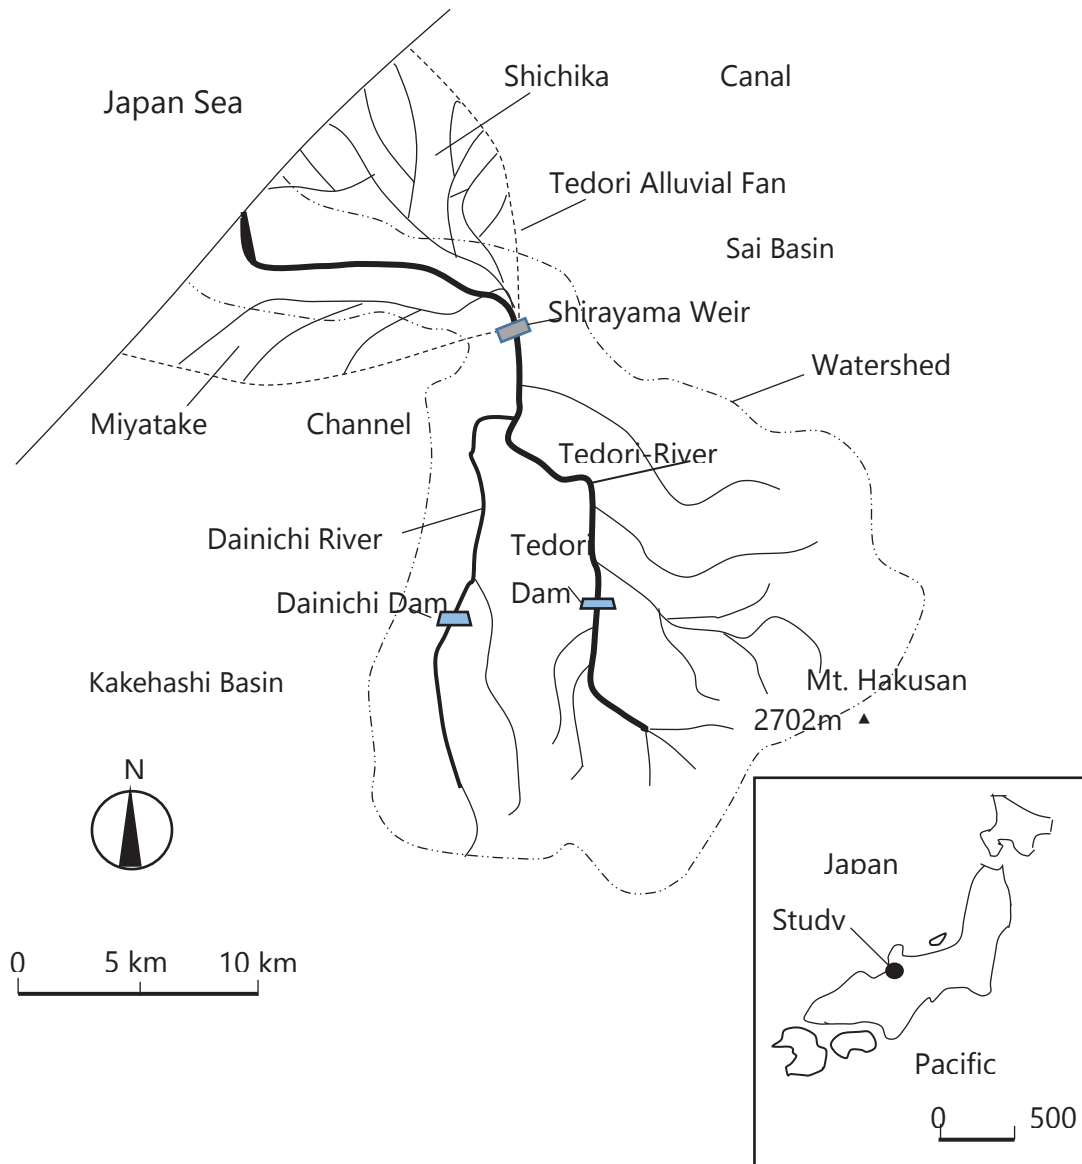 Shichika Canal
Japan Sea
Tedori Alluvial Fan
Sai Basin
Shirayama Weir
Watershed
Miyatake Channel
Tedori-River
Dainichi River
Tedori
Dam
Dainichi Dam
Kakehashi Basin
Mt. Hakusan
2702m
N
0 5 km 10 km
Japan
Study
Pacific
0 500